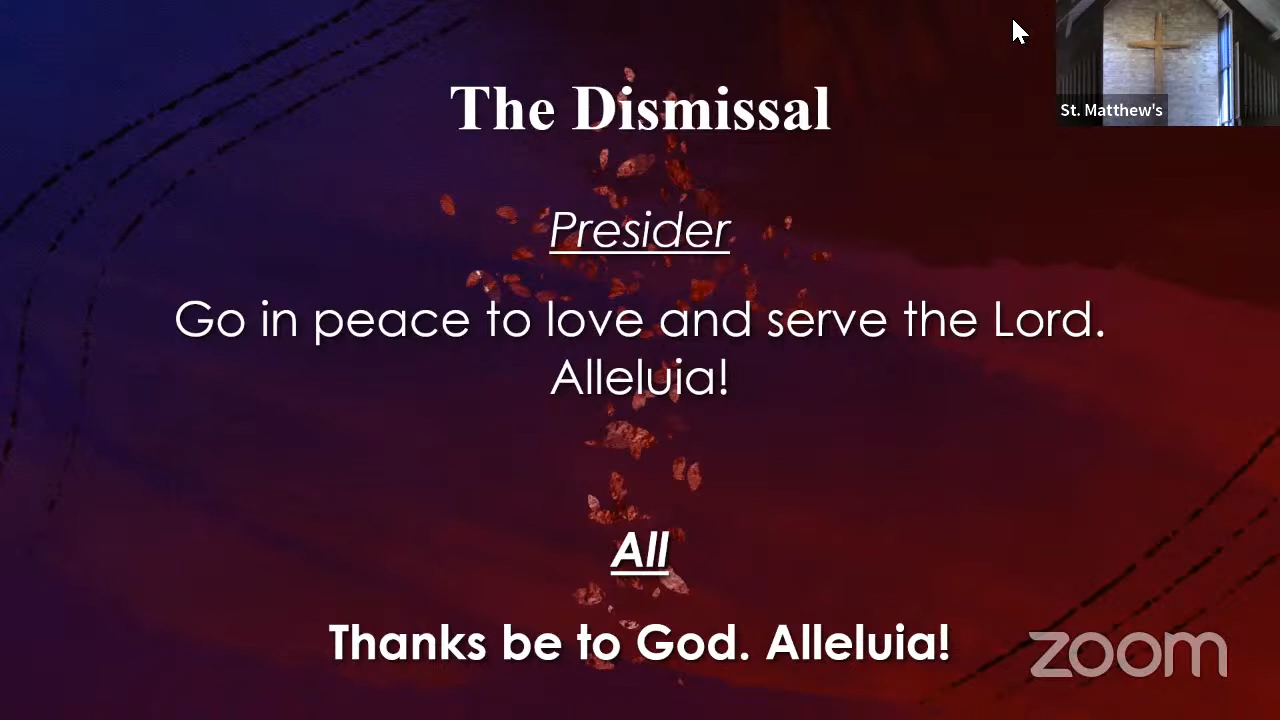 St. Matthew's
The Dismissal
Presider
Go in peace to love and serve the Lord.
Alleluia!
All
Thanks be to God. Alleluia!
zoom